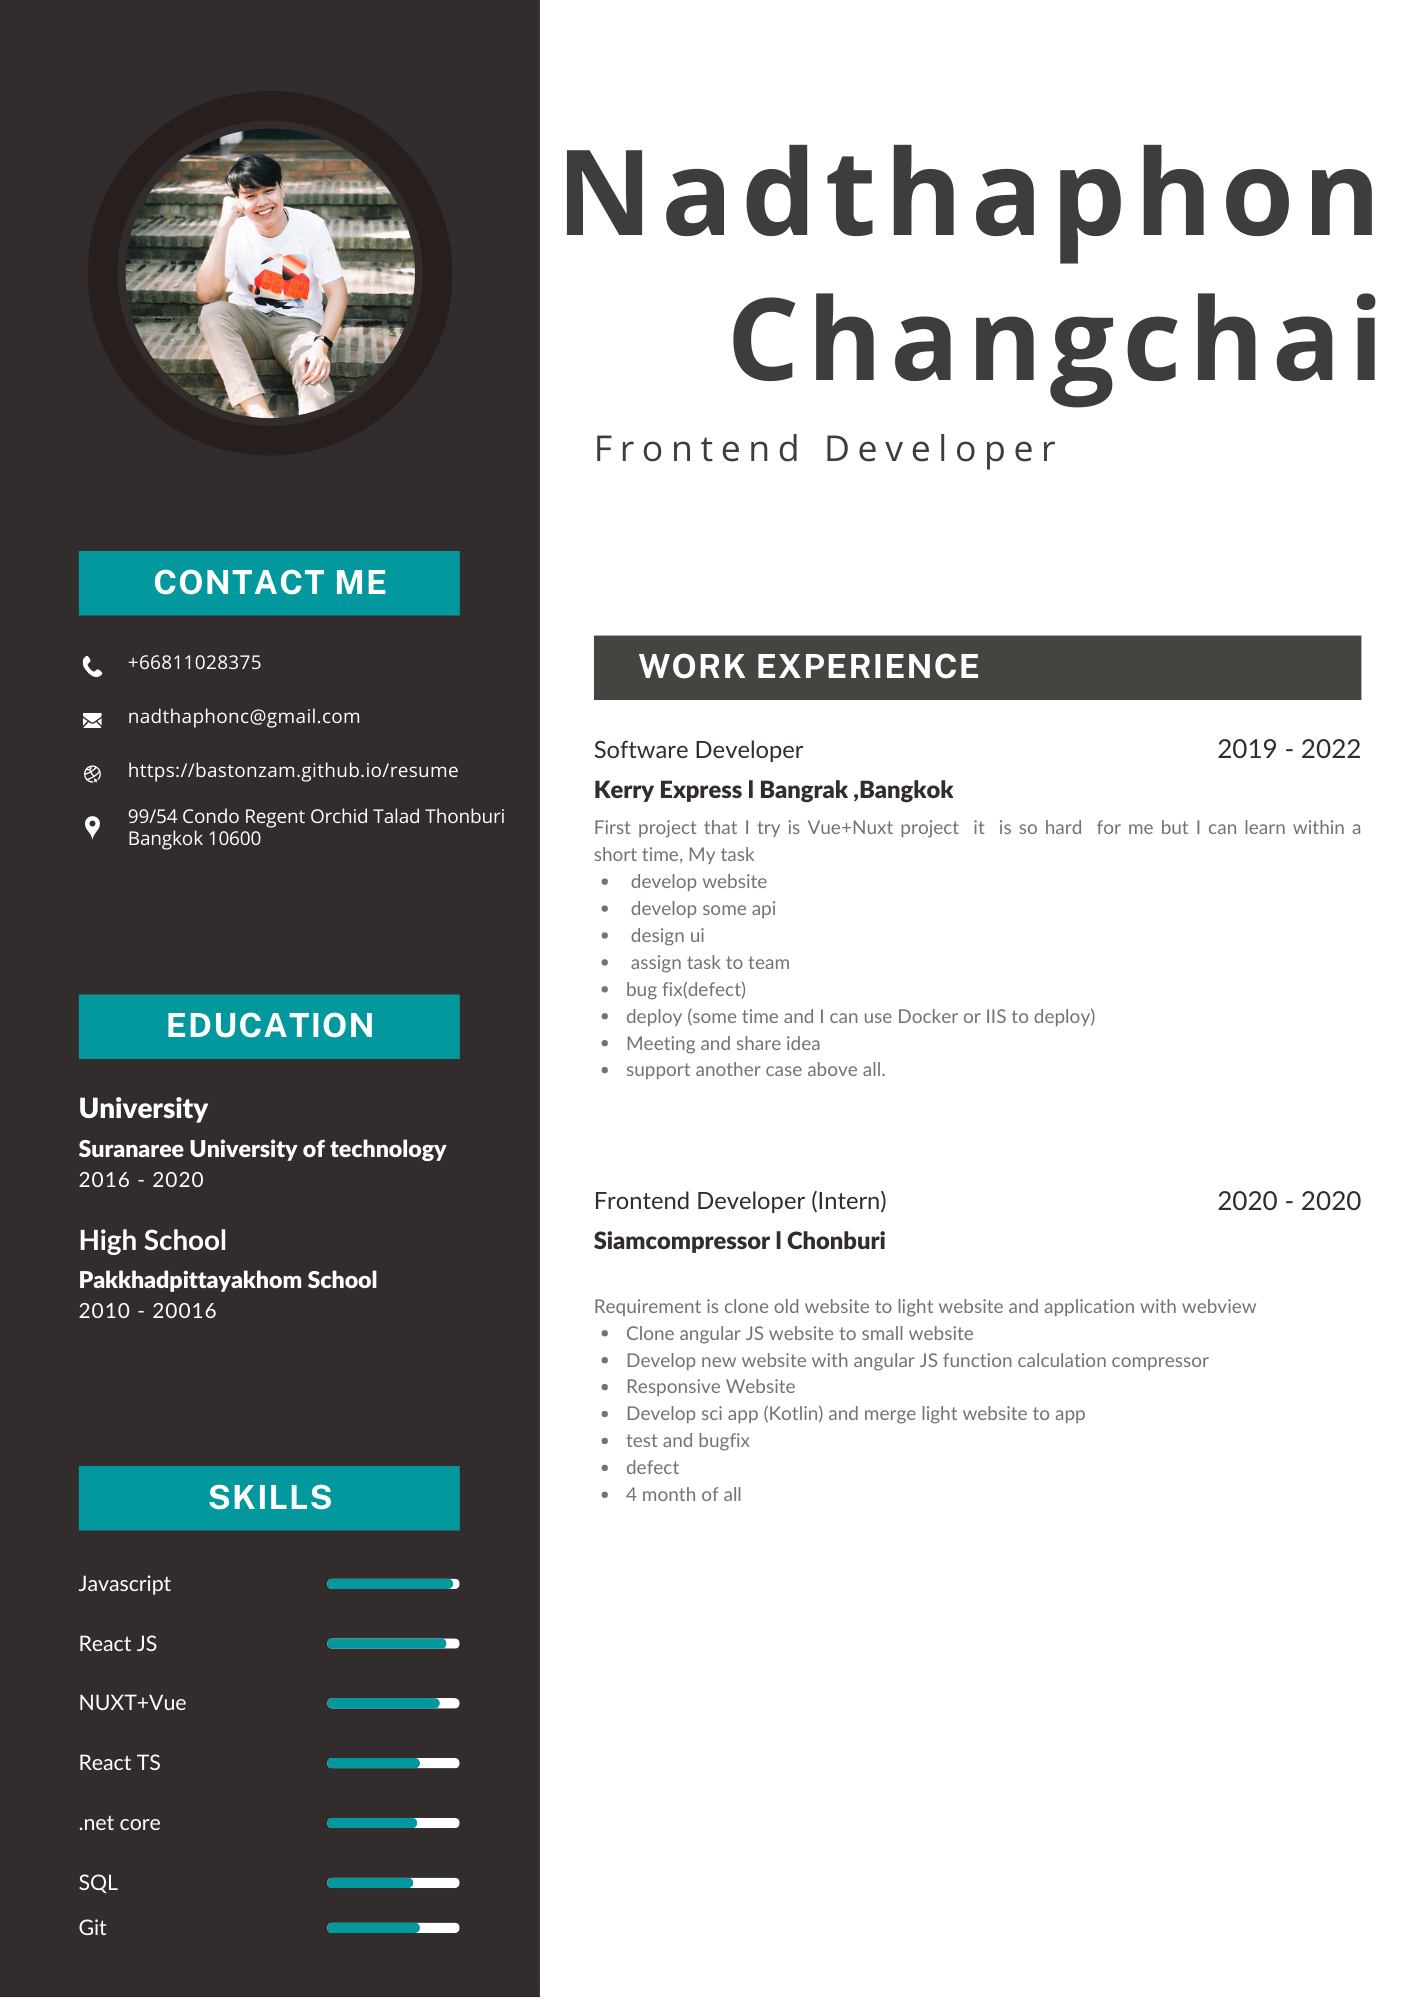 Nadthaphon
Changchai
Frontend Developer
CONTACT ME
+66811028375
nadthaphonc@gmail.com
https://bastonzam.github.io/resume
99/54 Condo Regent Orchid Talad Thonburi
Bangkok 10600
EDUCATION
University
Suranaree University of technology
2016 - 2020
High School
Pakkhadpittayakhom School
2010 - 20016
SKILLS
Javascript
React JS
NUXT+Vue
React TS
.net core
SQL
Git
WORK EXPERIENCE
Software Developer 2019 - 2022
Kerry Express l Bangrak ,Bangkok
First project that I try is Vue+Nuxt project it is so hard for me but I can learn within a
short time, My task
• develop website
• develop some api
• design ui
• assign task to team
• bug fix(defect)
• deploy (some time and I can use Docker or IIS to deploy)
• Meeting and share idea
• support another case above all.
Frontend Developer (Intern) 2020 - 2020
Siamcompressor l Chonburi
Requirement is clone old website to light website and application with webview
• Clone angular JS website to small website
• Develop new website with angular JS function calculation compressor
• Responsive Website
• Develop sci app (Kotlin) and merge light website to app
• test and bugfix
• defect
• 4 month of all